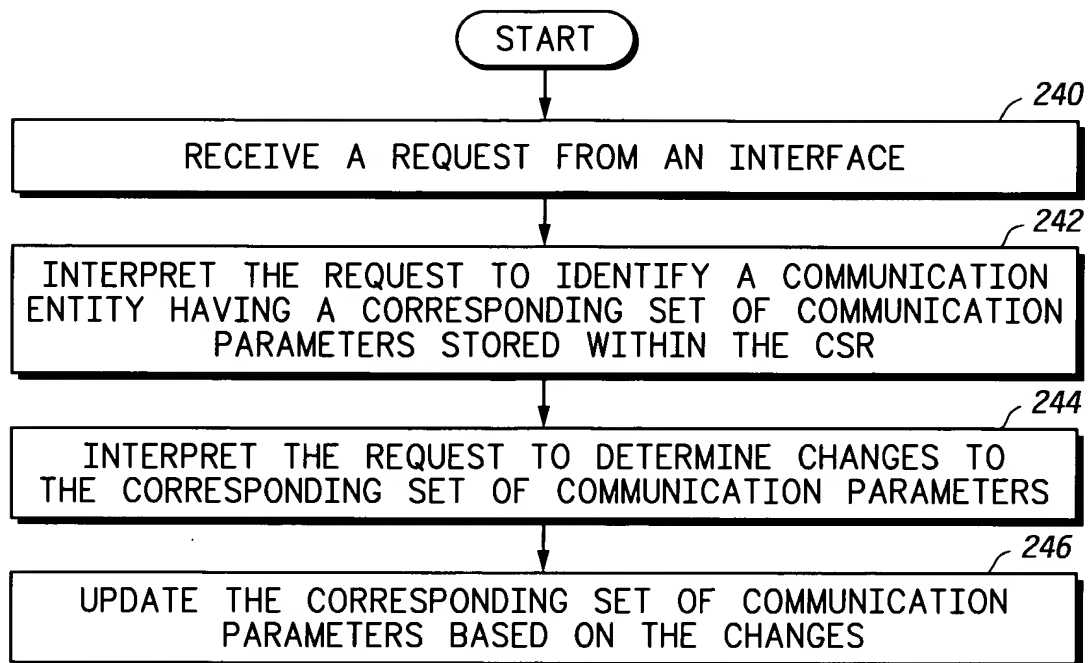 START
240
RECEIVE A REQUEST FROM AN INTERFACE
242
INTERPRET THE REQUEST TO IDENTIFY A COMMUNICATION
ENTITY HAVING A CORRESPONDING SET OF COMMUNICATION
PARAMETERS STORED WITHIN THE CSR
244
INTERPRET THE REQUEST TO DETERMINE CHANGES TO
THE CORRESPONDING SET OF COMMUNICATION PARAMETERS
246
UPDATE THE CORRESPONDING SET OF COMMUNICATION
PARAMETERS BASED ON THE CHANGES